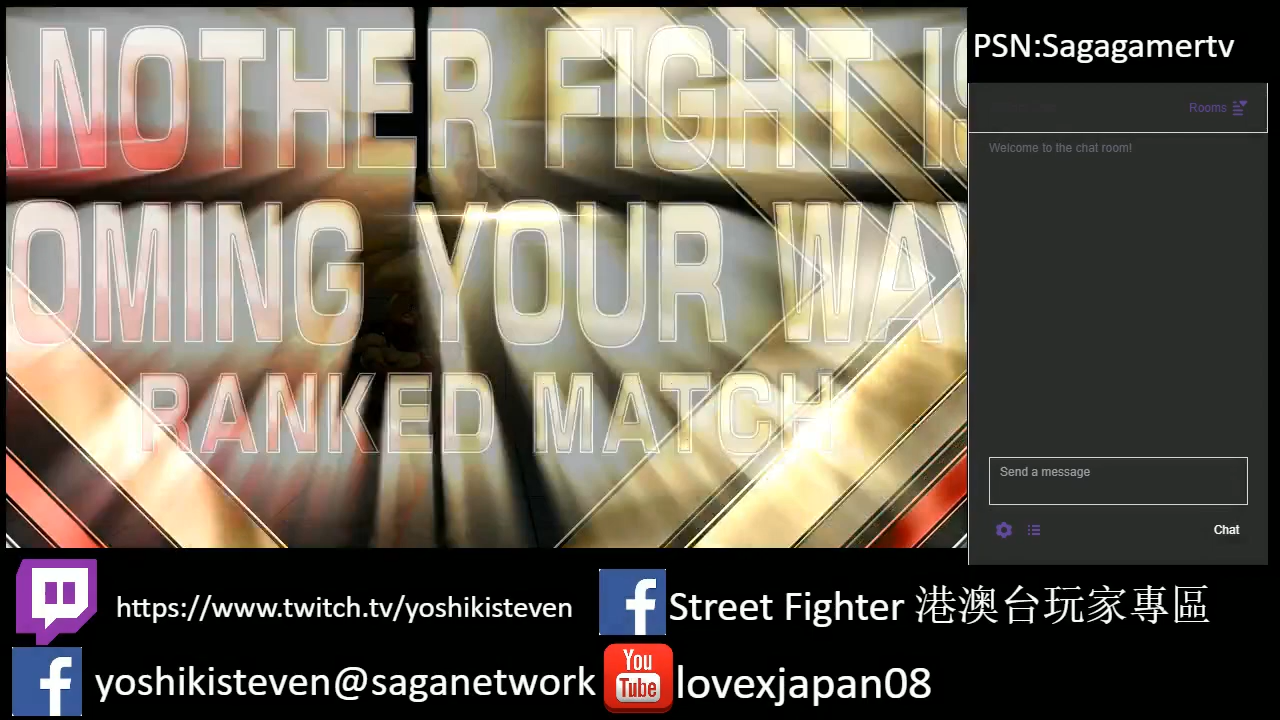 ANOTHER FIGHT IS
OMING YOUR WAY
RANKED MATCH
PSN:Sagagamertv
Rooms
Welcome to the chat room!
Send a message
Chat
https://www.twitch.tv/yoshikisteven
Street Fighter 港澳台玩家專區
yoshikisteven@saganetwork
You
Tube
lovexjapan08